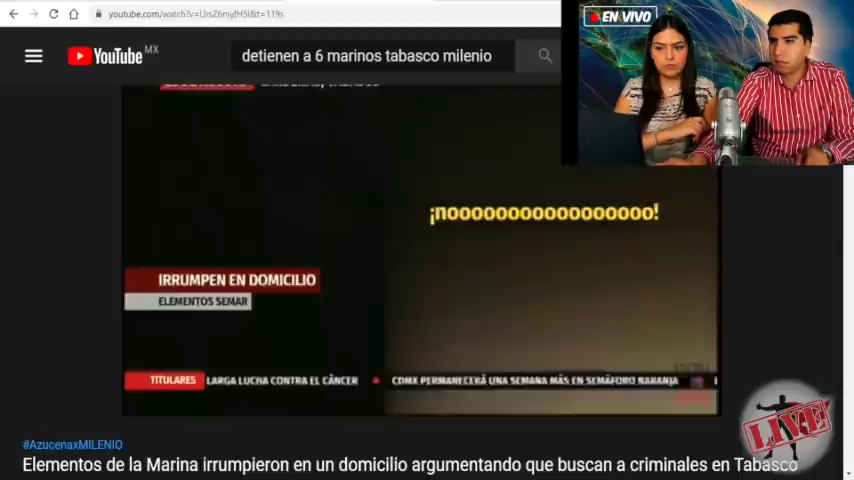 youtube.com/watch?v=UrsZ6myfH5I&t=119s
EN VIVO
YouTube MX
detienen a 6 marinos tabasco milenio
¡nooooooooooooooooo!
IRRUMPEN EN DOMICILIO
ELEMENTOS SEMAR
TITULARES LARGA LUCHA CONTRA EL CÁNCER CDMX PERMANECERÁ UNA SEMANA MÁS EN SEMÁFORO NARANJA
LIVE
#AzucenaxMILENIO
Elementos de la Marina irrumpieron en un domicilio argumentando que buscan a criminales en Tabasco